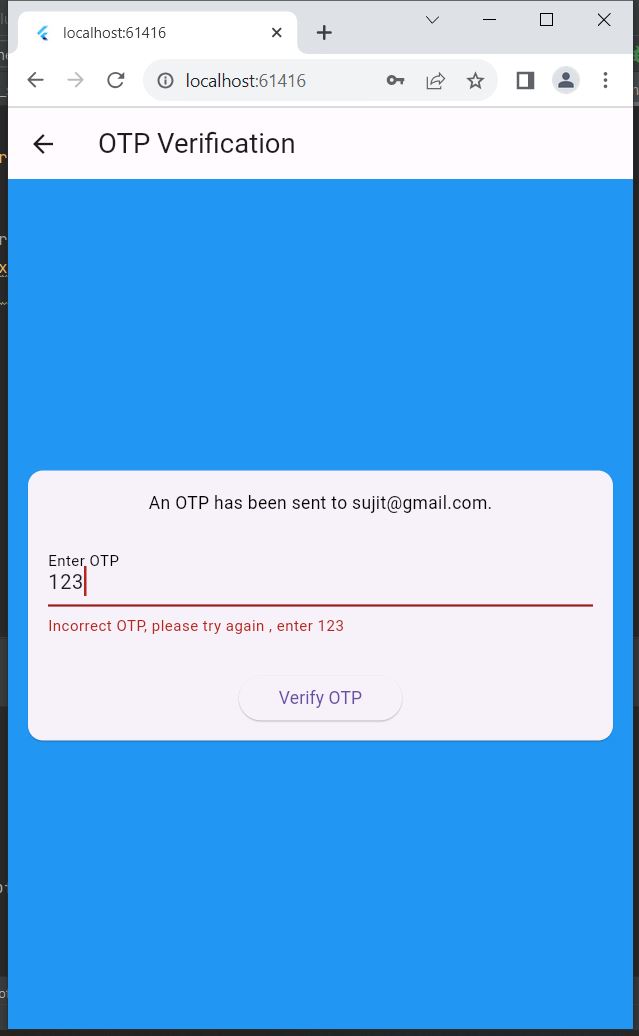 localhost:61416
localhost:61416
OTP Verification
An OTP has been sent to sujit@gmail.com.
Enter OTP
123
Incorrect OTP, please try again , enter 123
Verify OTP